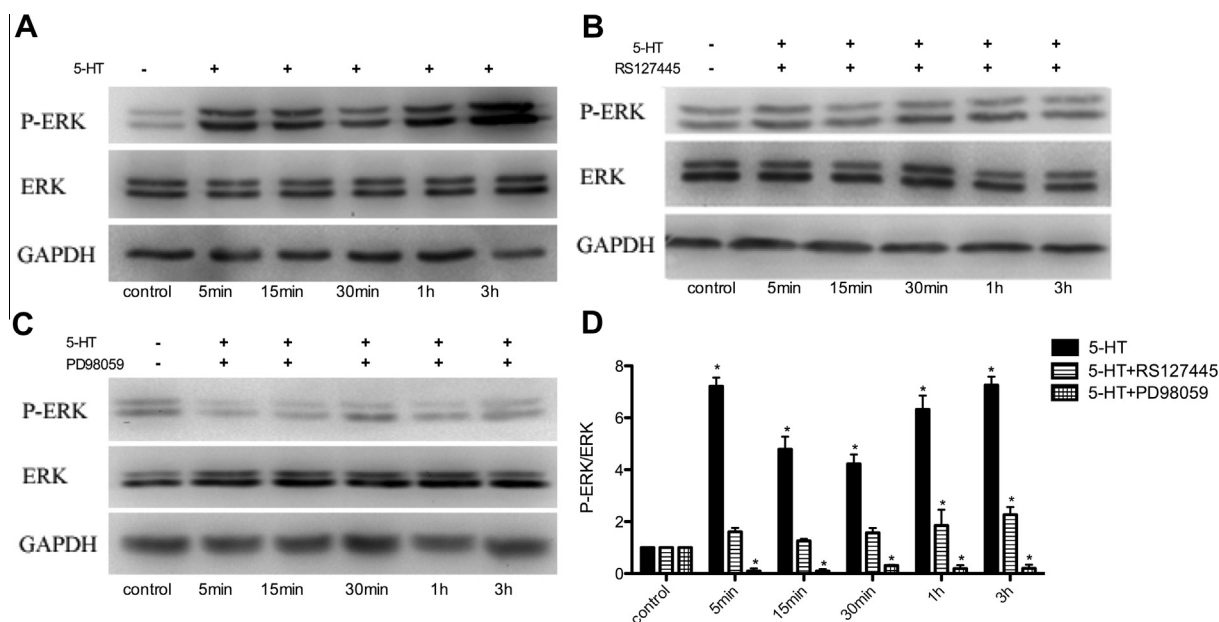 A
5-HT - + + + + +
P-ERK
ERK
GAPDH
control 5min 15min 30min 1h 3h
B
5-HT - + + + + +
RS127445 - + + + + +
P-ERK
ERK
GAPDH
control 5min 15min 30min 1h 3h
C
5-HT - + + + + +
PD98059 - + + + + +
P-ERK
ERK
GAPDH
control 5min 15min 30min 1h 3h
D
5-HT
5-HT+RS127445
5-HT+PD98059
P-ERK/ERK
8
6
4
2
0
* * * * * * * * * * * *
control 5min 15min 30min 1h 3h